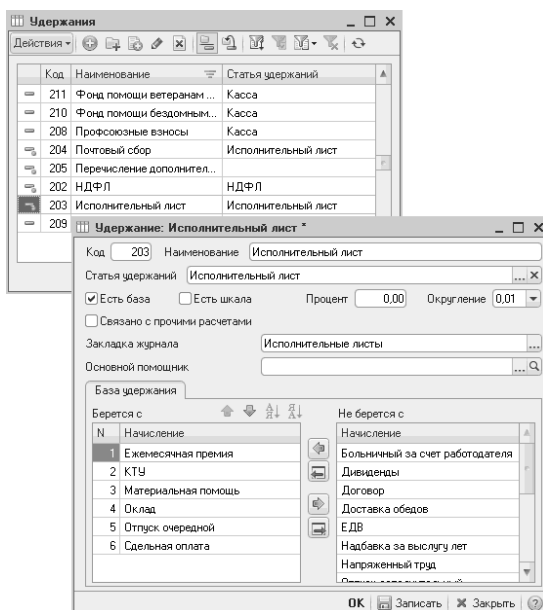 Удержания
Действия
Код Наименование Статья удержаний
211 Фонд помощи ветеранам ... Касса
210 Фонд помощи бездомным... Касса
208 Профсоюзные взносы Касса
204 Почтовый сбор Исполнительный лист
205 Перечисление дополнител...
202 НДФЛ НДФЛ
203 Исполнительный лист Исполнительный лист
209
Удержание: Исполнительный лист *
Код 203 Наименование Исполнительный лист
Статья удержаний Исполнительный лист ... X
Есть база Есть шкала Процент 0,00 Округление 0,01
Связано с прочими расчетами
Закладка журнала Исполнительные листы ...
Основной помощник ...
База удержания
Берется с Не берется с
N Начисление Начисление
1 Ежемесячная премия Больничный за счет работодателя
2 КТУ Дивиденды
3 Материальная помощь Договор
4 Оклад Доставка обедов
5 Отпуск очередной ЕДВ
6 Сдельная оплата Надбавка за выслугу лет
Напряженный труд
OK Записать Закрыть ?